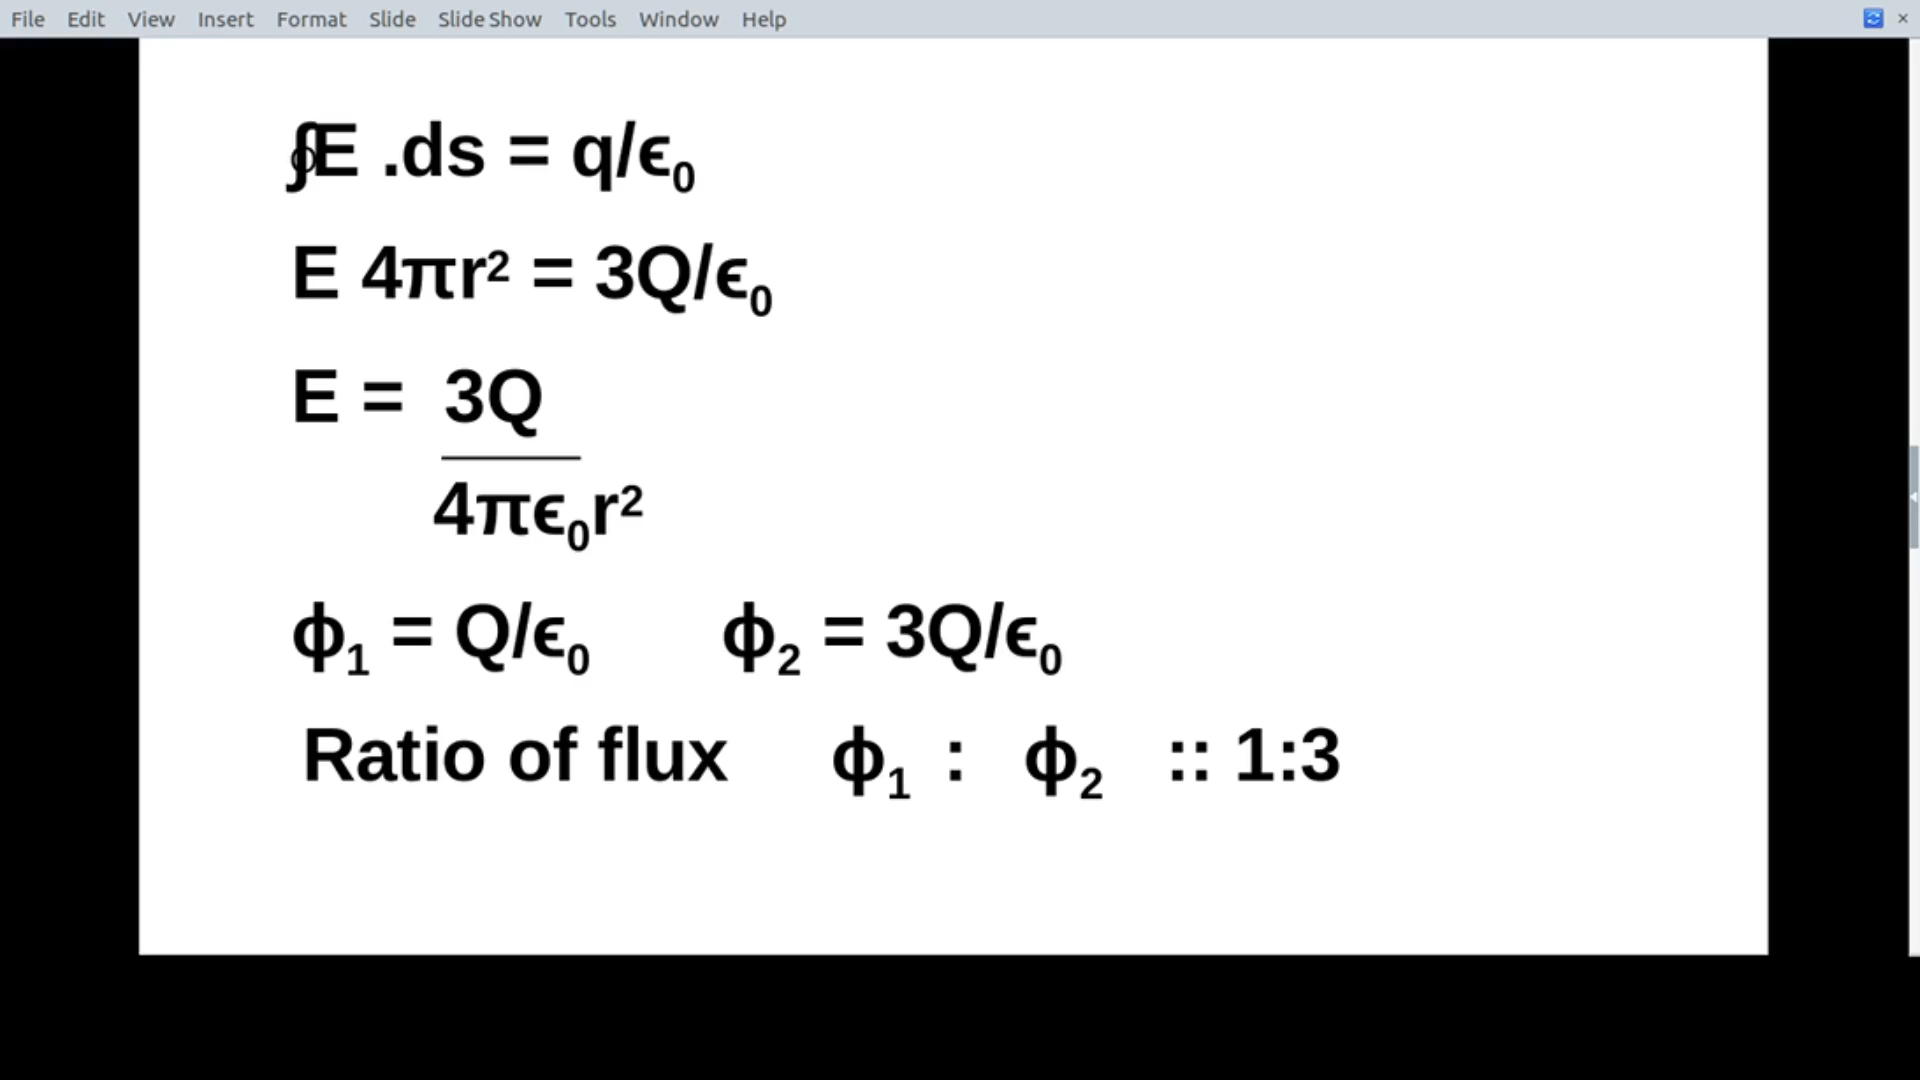 File Edit View Insert Format Slide Slide Show Tools Window Help
∮E .ds = q/ϵ₀
E 4πr² = 3Q/ϵ₀
E = 3Q
4πϵ₀r²
ϕ₁ = Q/ϵ₀ ϕ₂ = 3Q/ϵ₀
Ratio of flux ϕ₁ : ϕ₂ :: 1:3